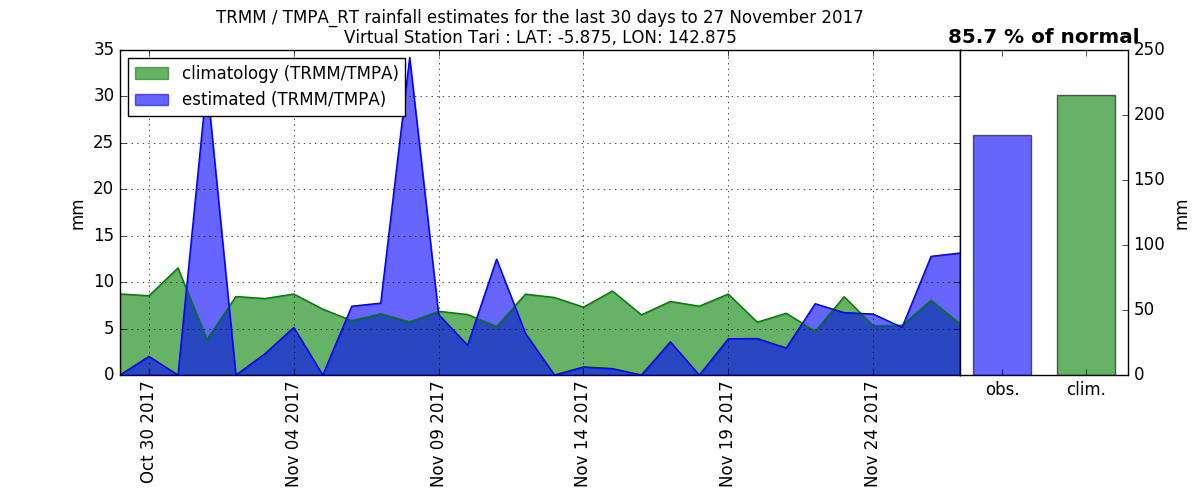 TRMM / TMPA_RT rainfall estimates for the last 30 days to 27 November 2017
Virtual Station Tari : LAT: -5.875, LON: 142.875
85.7 % of normal
climatology (TRMM/TMPA)
estimated (TRMM/TMPA)
35
30
25
20
15
10
5
0
mm
Oct 30 2017
Nov 04 2017
Nov 09 2017
Nov 14 2017
Nov 19 2017
Nov 24 2017
obs.
clim.
250
200
150
100
50
0
mm